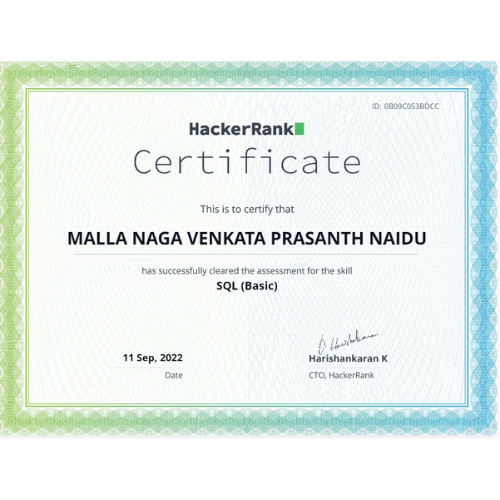 ID: 0B09C053BDCC
HackerRank
Certificate
This is to certify that
MALLA NAGA VENKATA PRASANTH NAIDU
has successfully cleared the assessment for the skill
SQL (Basic)
11 Sep, 2022
Date
Harishankaran K
CTO, HackerRank